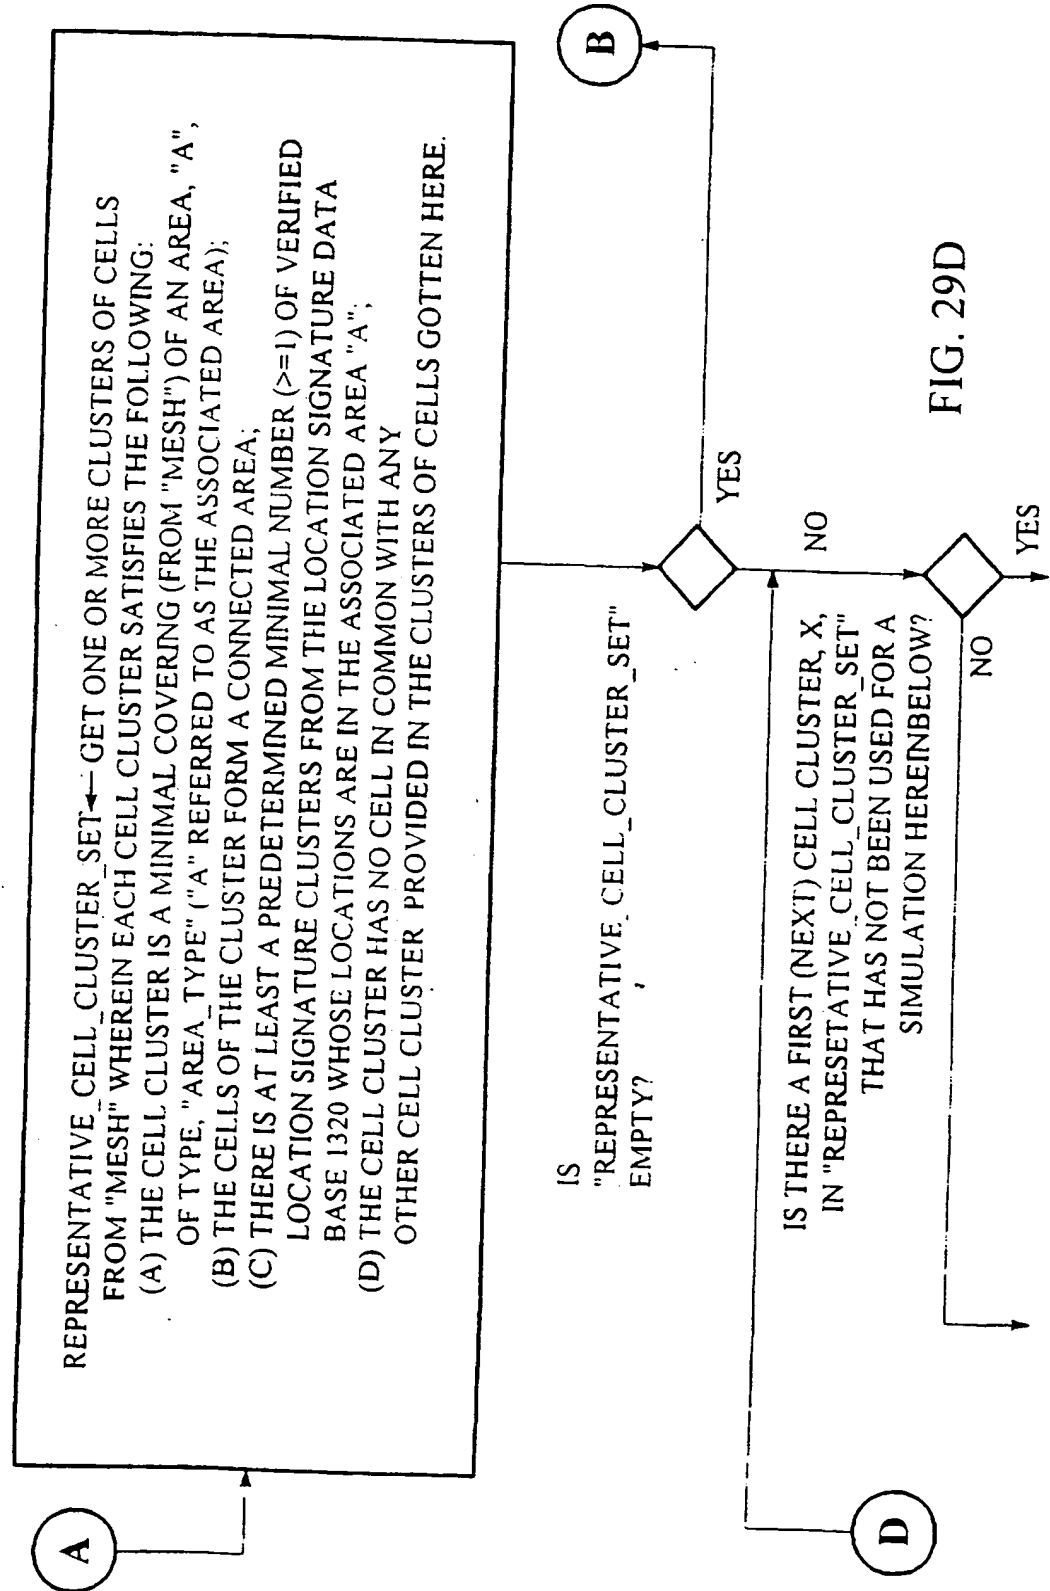 A
REPRESENTATIVE_CELL_CLUSTER_SET ← GET ONE OR MORE CLUSTERS OF CELLS
FROM "MESH" WHEREIN EACH CELL CLUSTER SATISFIES THE FOLLOWING:
(A) THE CELL CLUSTER IS A MINIMAL COVERING (FROM "MESH") OF AN AREA, "A",
OF TYPE, "AREA_TYPE" ("A" REFERRED TO AS THE ASSOCIATED AREA);
(B) THE CELLS OF THE CLUSTER FORM A CONNECTED AREA;
(C) THERE IS AT LEAST A PREDETERMINED MINIMAL NUMBER (>=1) OF VERIFIED
LOCATION SIGNATURE CLUSTERS FROM THE LOCATION SIGNATURE DATA
BASE 1320 WHOSE LOCATIONS ARE IN THE ASSOCIATED AREA "A";
(D) THE CELL CLUSTER HAS NO CELL IN COMMON WITH ANY
OTHER CELL CLUSTER PROVIDED IN THE CLUSTERS OF CELLS GOTTEN HERE.
B
IS
"REPRESENTATIVE_CELL_CLUSTER_SET"
EMPTY?
YES
NO
D
IS THERE A FIRST (NEXT) CELL CLUSTER, X,
IN "REPRESETATIVE_CELL_CLUSTER_SET"
THAT HAS NOT BEEN USED FOR A
SIMULATION HEREINBELOW?
NO
YES
FIG. 29D